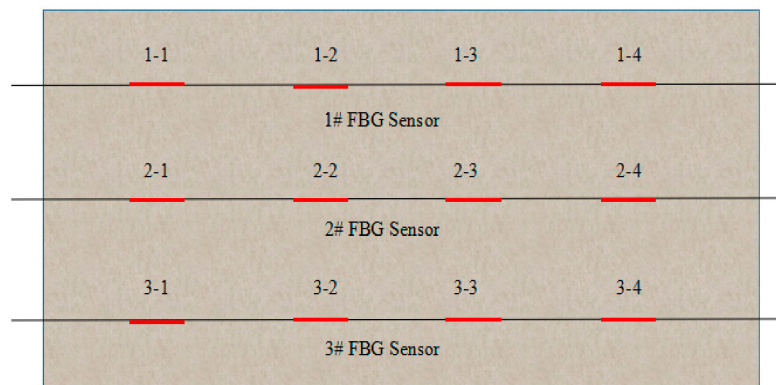 1-1 1-2 1-3 1-4
1# FBG Sensor
2-1 2-2 2-3 2-4
2# FBG Sensor
3-1 3-2 3-3 3-4
3# FBG Sensor